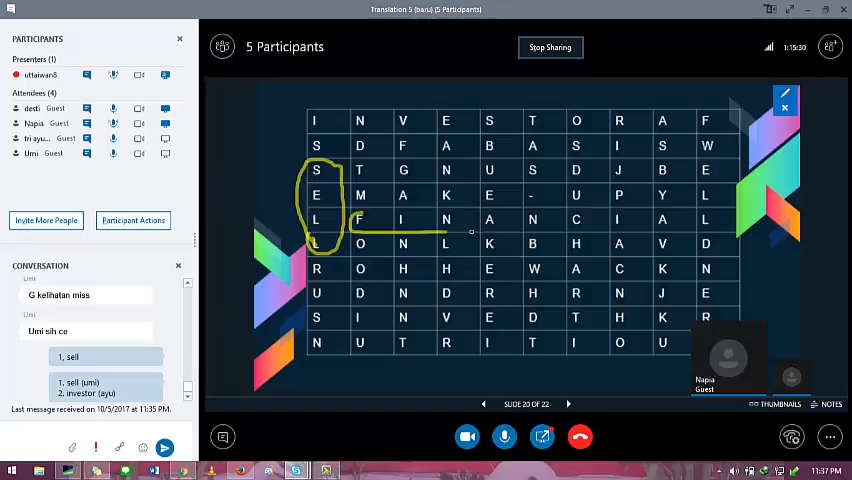 Translation 5 (baru) (5 Participants)
PARTICIPANTS
Presenters (1)
uttaiwan8
Attendees (4)
desti Guest
Napia Guest
tri ayu... Guest
Umi Guest
Invite More People
Participant Actions
CONVERSATION
Umi
G kelihatan miss
Umi
Umi sih ce
1, sell
1. sell (umi)
2. investor (ayu)
Last message received on 10/5/2017 at 11:35 PM.
5 Participants
Stop Sharing
1:15:30
I N V E S T O R A F
S D F A B A S I S W
S T G N U S D J B E
E M A K E - U P Y L
L F I N A N C I A L
L O N L K B H A V D
R O H H E W A C K N
U D N D R H R N J E
S I N V E D T H K R
N U T R I T I O U
Napia
Guest
SLIDE 20 OF 22
THUMBNAILS
NOTES
11:37 PM